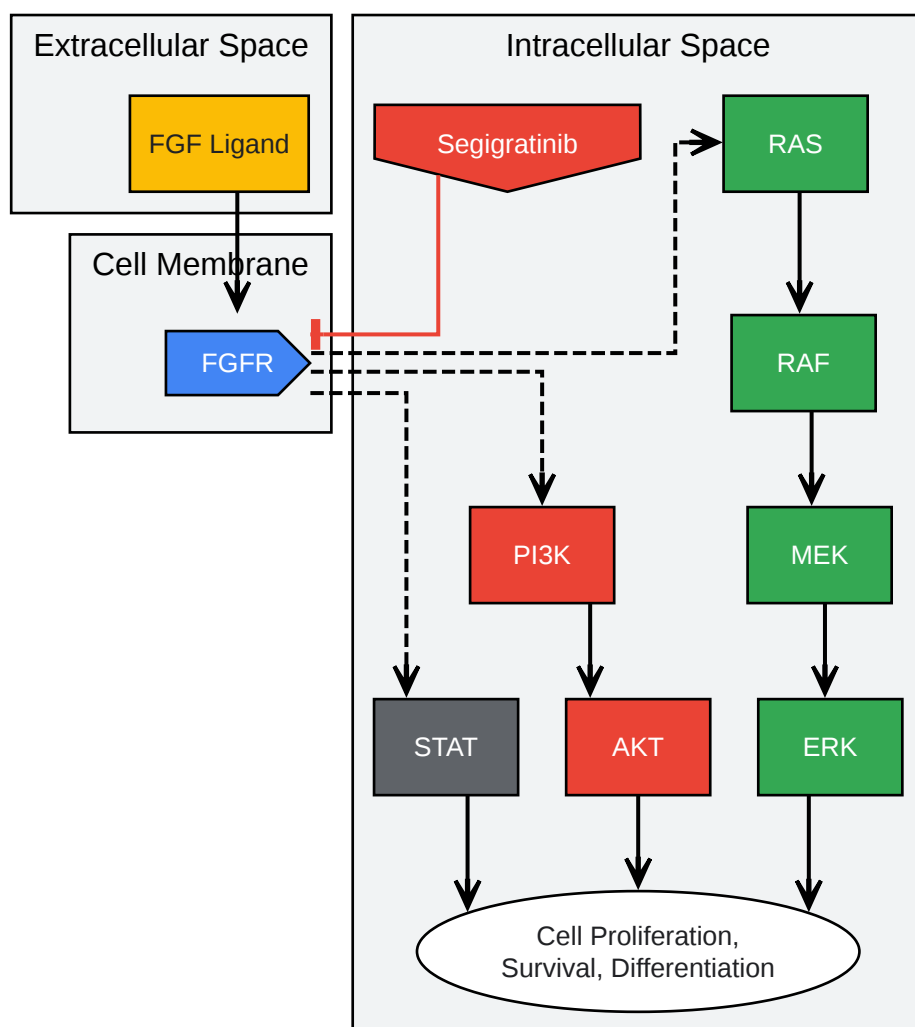 Extracellular Space
Intracellular Space
FGF Ligand
Segigratinib
RAS
Cell Membrane
FGFR
RAF
PI3K
MEK
STAT
AKT
ERK
Cell Proliferation,
Survival, Differentiation